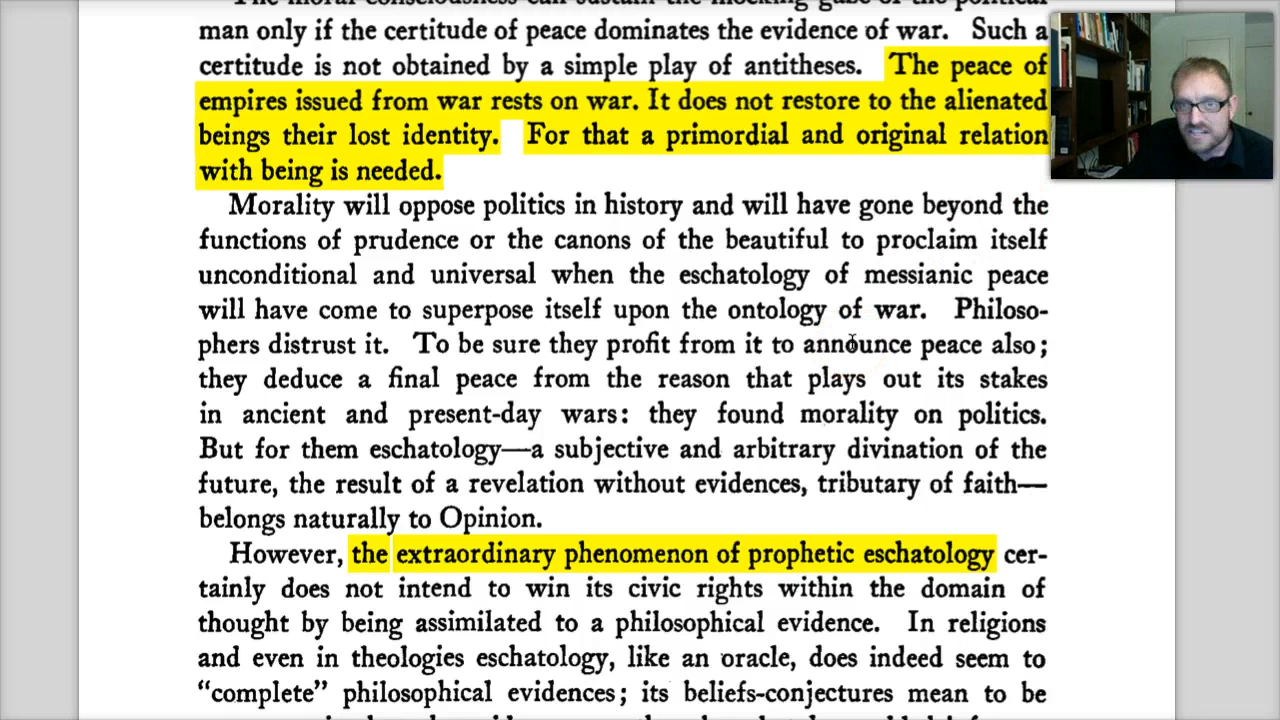 The moral consciousness can sustain the mocking gaze of the political
man only if the certitude of peace dominates the evidence of war. Such a
certitude is not obtained by a simple play of antitheses. The peace of
empires issued from war rests on war. It does not restore to the alienated
beings their lost identity. For that a primordial and original relation
with being is needed.
Morality will oppose politics in history and will have gone beyond the
functions of prudence or the canons of the beautiful to proclaim itself
unconditional and universal when the eschatology of messianic peace
will have come to superpose itself upon the ontology of war. Philoso-
phers distrust it. To be sure they profit from it to announce peace also;
they deduce a final peace from the reason that plays out its stakes
in ancient and present-day wars: they found morality on politics.
But for them eschatology—a subjective and arbitrary divination of the
future, the result of a revelation without evidences, tributary of faith—
belongs naturally to Opinion.
However, the extraordinary phenomenon of prophetic eschatology cer-
tainly does not intend to win its civic rights within the domain of
thought by being assimilated to a philosophical evidence. In religions
and even in theologies eschatology, like an oracle, does indeed seem to
“complete” philosophical evidences; its beliefs-conjectures mean to be